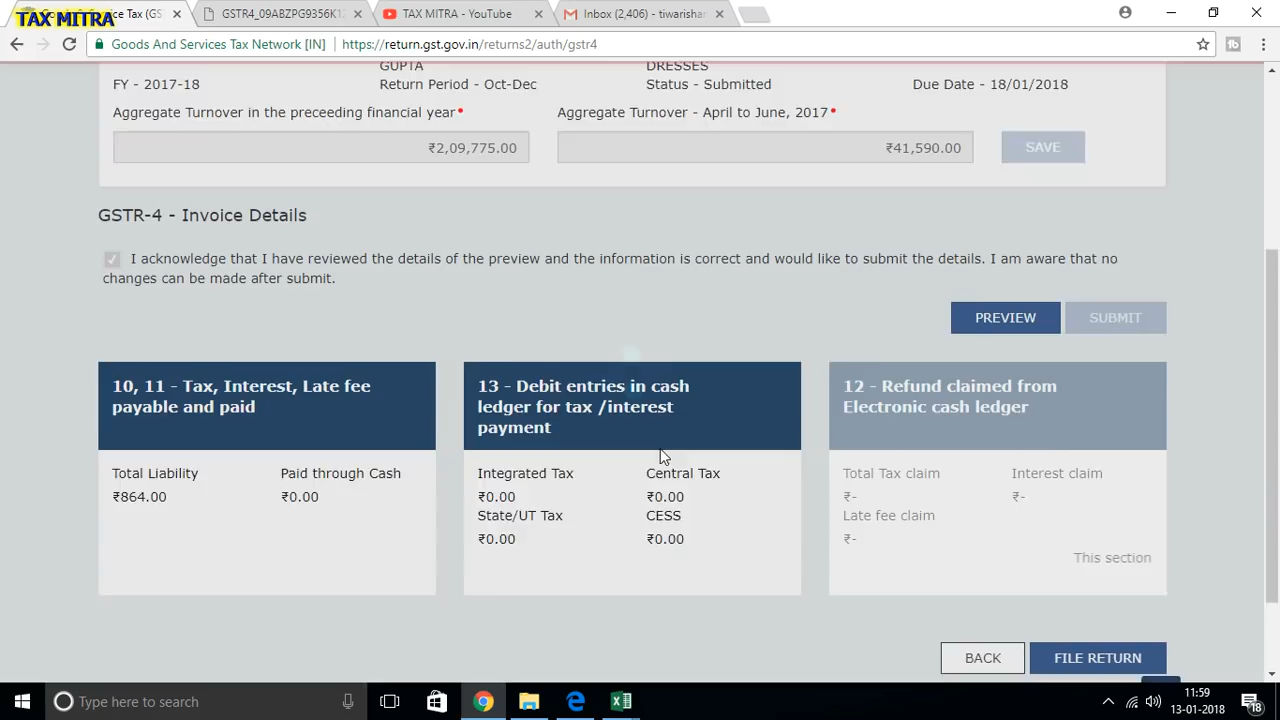 Goods & Service Tax (GS
GSTR4_09ABZPG9356K1
TAX MITRA - YouTube
Inbox (2,406) - tiwarishar
TAX MITRA
Goods And Services Tax Network [IN]
https://return.gst.gov.in/returns2/auth/gstr4
GUPTA
DRESSES
FY - 2017-18
Return Period - Oct-Dec
Status - Submitted
Due Date - 18/01/2018
Aggregate Turnover in the preceeding financial year*
Aggregate Turnover - April to June, 2017*
₹2,09,775.00
₹41,590.00
SAVE
GSTR-4 - Invoice Details
I acknowledge that I have reviewed the details of the preview and the information is correct and would like to submit the details. I am aware that no
changes can be made after submit.
PREVIEW
SUBMIT
10, 11 - Tax, Interest, Late fee
payable and paid
Total Liability
Paid through Cash
₹864.00
₹0.00
13 - Debit entries in cash
ledger for tax /interest
payment
Integrated Tax
Central Tax
₹0.00
₹0.00
State/UT Tax
CESS
₹0.00
₹0.00
12 - Refund claimed from
Electronic cash ledger
Total Tax claim
Interest claim
₹-
₹-
Late fee claim
₹-
This section
BACK
FILE RETURN
Type here to search
11:59
13-01-2018
18